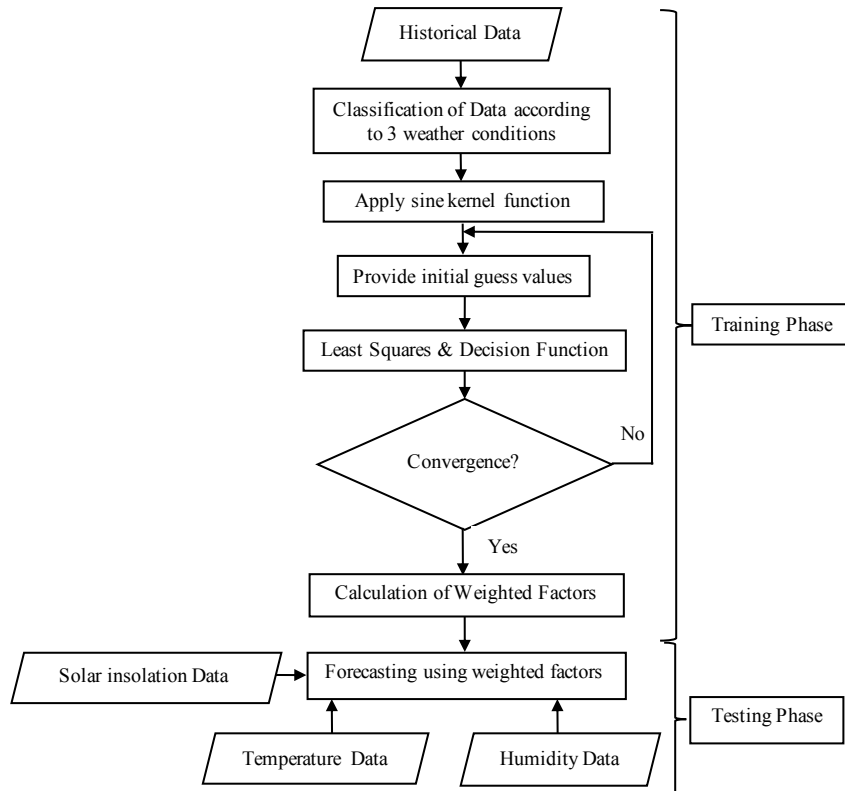 Historical Data
Classification of Data according
to 3 weather conditions
Apply sine kernel function
Provide initial guess values
Least Squares & Decision Function
Training Phase
No
Convergence?
Yes
Calculation of Weighted Factors
Solar insolation Data
Forecasting using weighted factors
Testing Phase
Temperature Data
Humidity Data